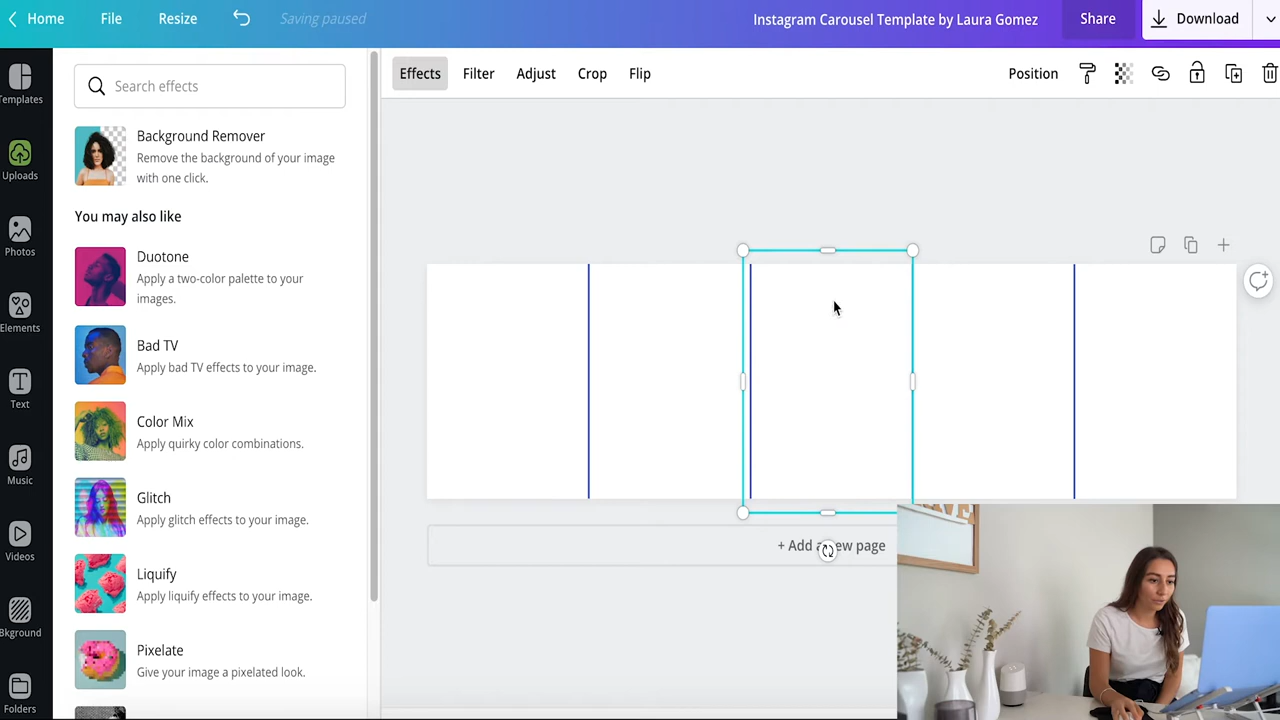 Home
File
Resize
Saving paused
Instagram Carousel Template by Laura Gomez
Share
Download
Templates
Uploads
Photos
Elements
Text
Music
Videos
Bkground
Folders
Search effects
Background Remover
Remove the background of your image
with one click.
You may also like
Duotone
Apply a two-color palette to your
images.
Bad TV
Apply bad TV effects to your image.
Color Mix
Apply quirky color combinations.
Glitch
Apply glitch effects to your image.
Liquify
Apply liquify effects to your image.
Pixelate
Give your image a pixelated look.
Effects
Filter
Adjust
Crop
Flip
Position
+ Add a new page